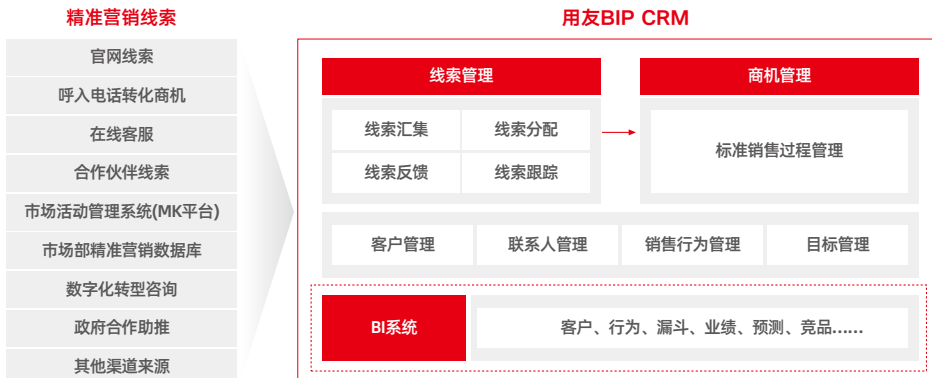 精准营销线索
官网线索
呼入电话转化商机
在线客服
合作伙伴线索
市场活动管理系统(MK平台)
市场部精准营销数据库
数字化转型咨询
政府合作助推
其他渠道来源
用友BIP CRM
线索管理
线索汇集
线索分配
线索反馈
线索跟踪
商机管理
标准销售过程管理
客户管理
联系人管理
销售行为管理
目标管理
BI系统
客户、行为、漏斗、业绩、预测、竞品......